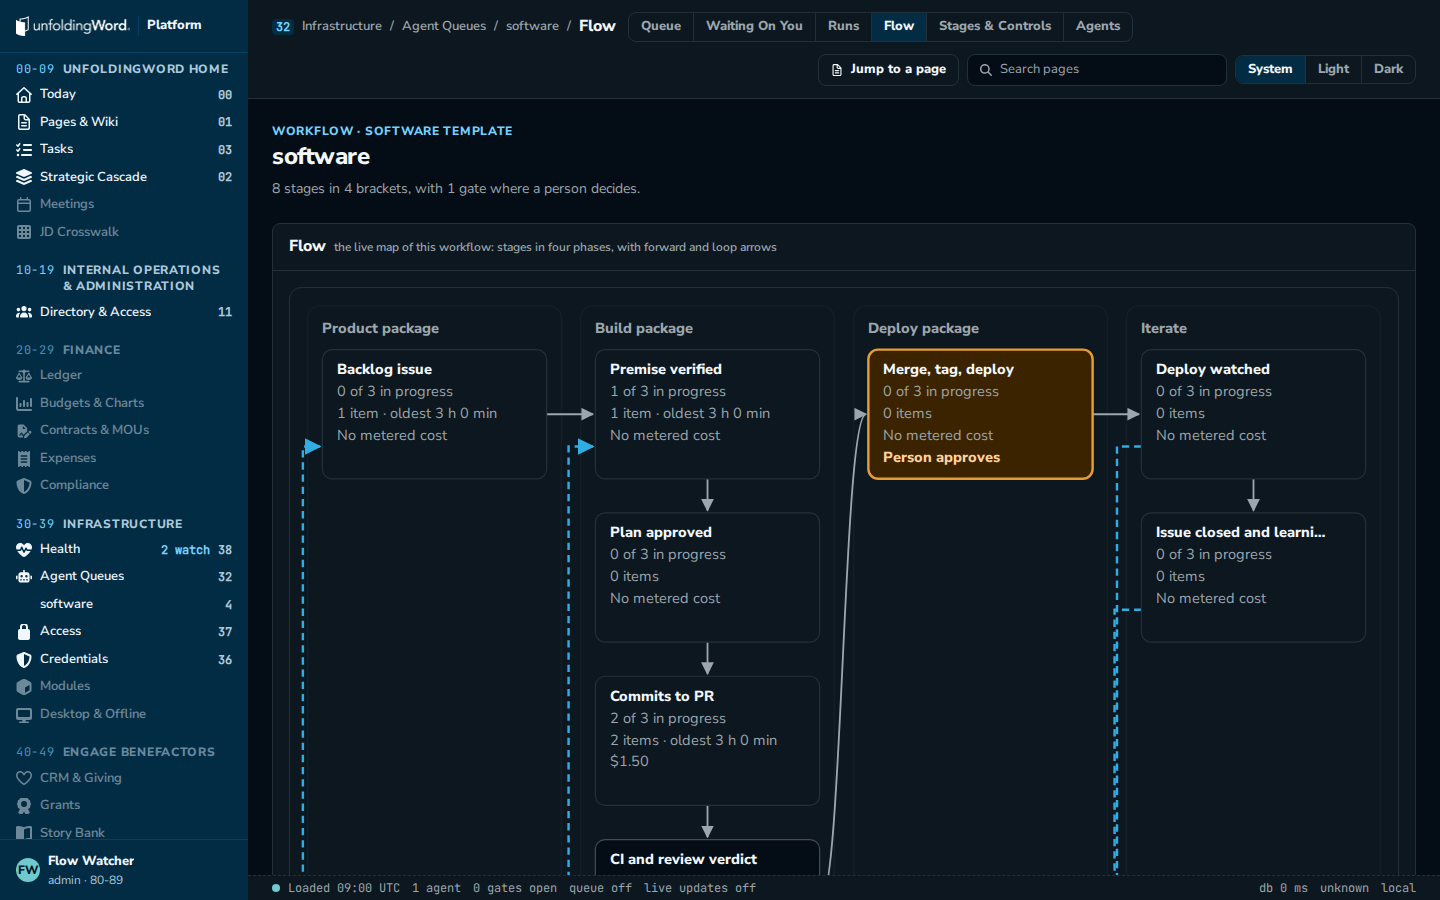 unfoldingWord. Platform
00-09 UNFOLDINGWORD HOME
Today 00
Pages & Wiki 01
Tasks 03
Strategic Cascade 02
Meetings
JD Crosswalk
10-19 INTERNAL OPERATIONS
& ADMINISTRATION
Directory & Access 11
20-29 FINANCE
Ledger
Budgets & Charts
Contracts & MOUs
Expenses
Compliance
30-39 INFRASTRUCTURE
Health 2 watch 38
Agent Queues 32
software 4
Access 37
Credentials 36
Modules
Desktop & Offline
40-49 ENGAGE BENEFACTORS
CRM & Giving
Grants
Story Bank
FW Flow Watcher
admin · 80-89
32 Infrastructure / Agent Queues / software / Flow
Queue Waiting On You Runs Flow Stages & Controls Agents
Jump to a page Search pages System Light Dark
WORKFLOW · SOFTWARE TEMPLATE
software
8 stages in 4 brackets, with 1 gate where a person decides.
Flow the live map of this workflow: stages in four phases, with forward and loop arrows
Product package
Backlog issue
0 of 3 in progress
1 item · oldest 3 h 0 min
No metered cost
Build package
Premise verified
1 of 3 in progress
1 item · oldest 3 h 0 min
No metered cost
Plan approved
0 of 3 in progress
0 items
No metered cost
Commits to PR
2 of 3 in progress
2 items · oldest 3 h 0 min
$1.50
CI and review verdict
Deploy package
Merge, tag, deploy
0 of 3 in progress
0 items
No metered cost
Person approves
Iterate
Deploy watched
0 of 3 in progress
0 items
No metered cost
Issue closed and learni...
0 of 3 in progress
0 items
No metered cost
Loaded 09:00 UTC 1 agent 0 gates open queue off live updates off
db 0 ms unknown local